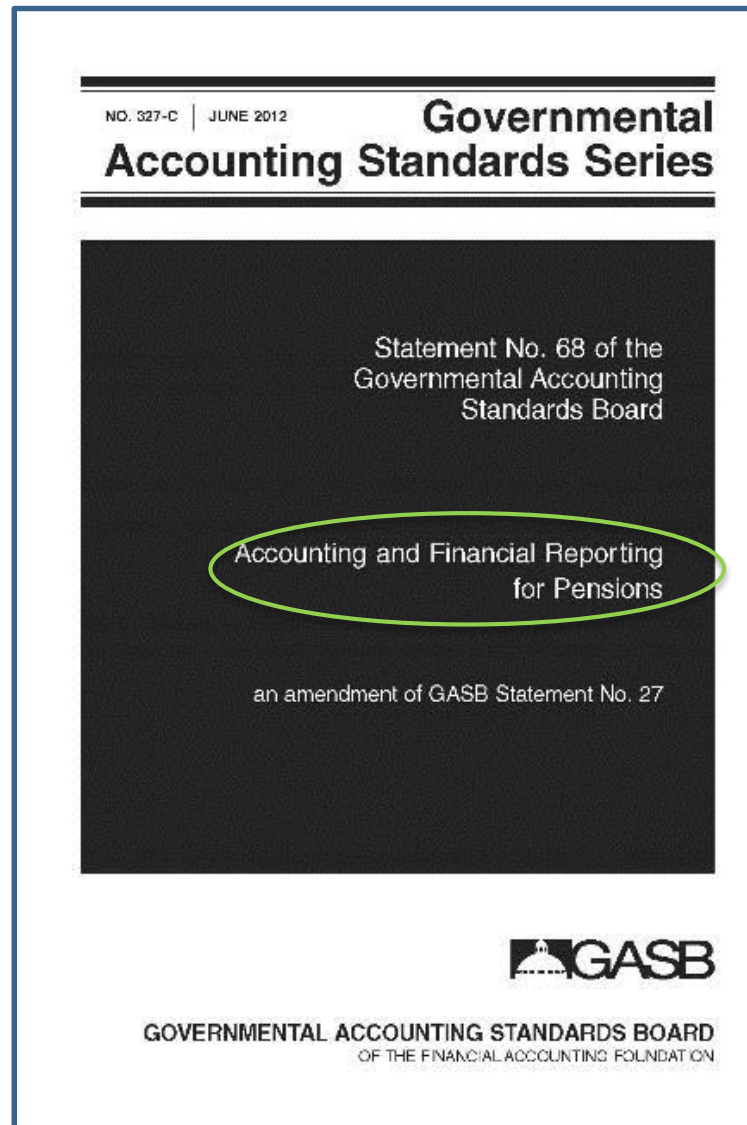 NO. 327-C | JUNE 2012
Governmental
Accounting Standards Series
Statement No. 68 of the
Governmental Accounting
Standards Board
Accounting and Financial Reporting
for Pensions
an amendment of GASB Statement No. 27
GASB
GOVERNMENTAL ACCOUNTING STANDARDS BOARD
OF THE FINANCIAL ACCOUNTING FOUNDATION